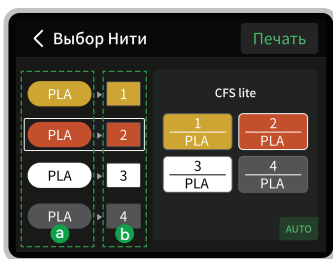 Выбор Нити
Печать
PLA 1
PLA 2
PLA 3
PLA 4
a b
CFS lite
1 2
PLA PLA
3 4
PLA PLA
AUTO